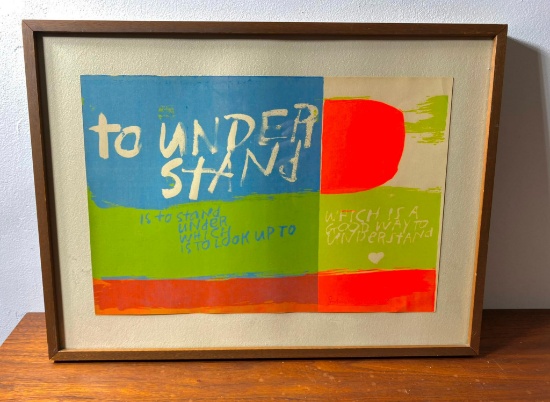 to UNDER
STAND
is to stand
UNDER
WHICH
IS TO LOOK UP TO
WHICH IS A
GOOD WAY TO
UNDERSTAND